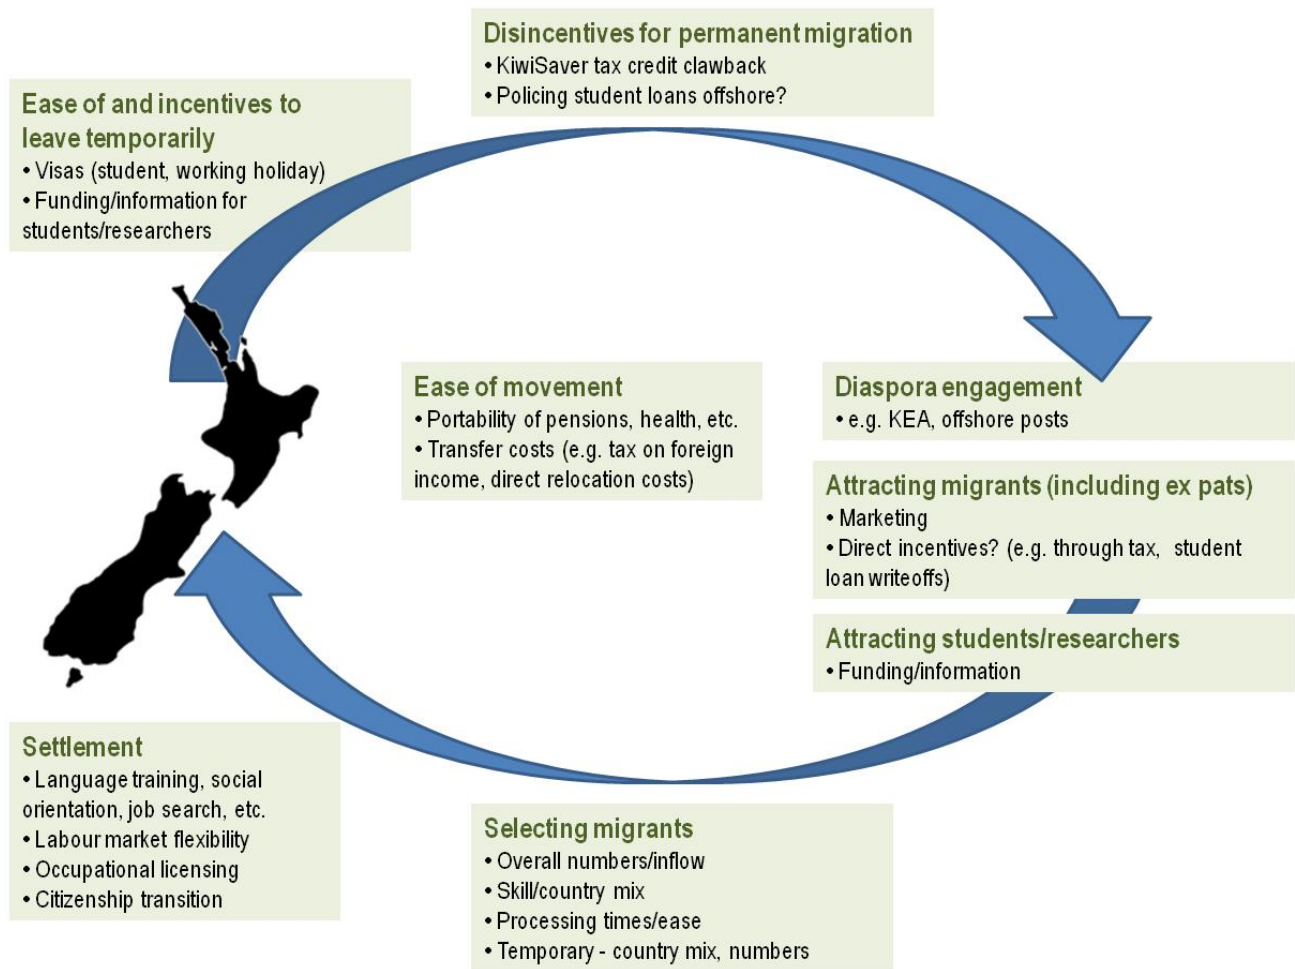 Disincentives for permanent migration
• KiwiSaver tax credit clawback
• Policing student loans offshore?
Ease of and incentives to
leave temporarily
• Visas (student, working holiday)
• Funding/information for
students/researchers
Ease of movement
• Portability of pensions, health, etc.
• Transfer costs (e.g. tax on foreign
income, direct relocation costs)
Diaspora engagement
• e.g. KEA, offshore posts
Attracting migrants (including ex pats)
• Marketing
• Direct incentives? (e.g. through tax, student
loan writeoffs)
Attracting students/researchers
• Funding/information
Settlement
• Language training, social
orientation, job search, etc.
• Labour market flexibility
• Occupational licensing
• Citizenship transition
Selecting migrants
• Overall numbers/inflow
• Skill/country mix
• Processing times/ease
• Temporary - country mix, numbers